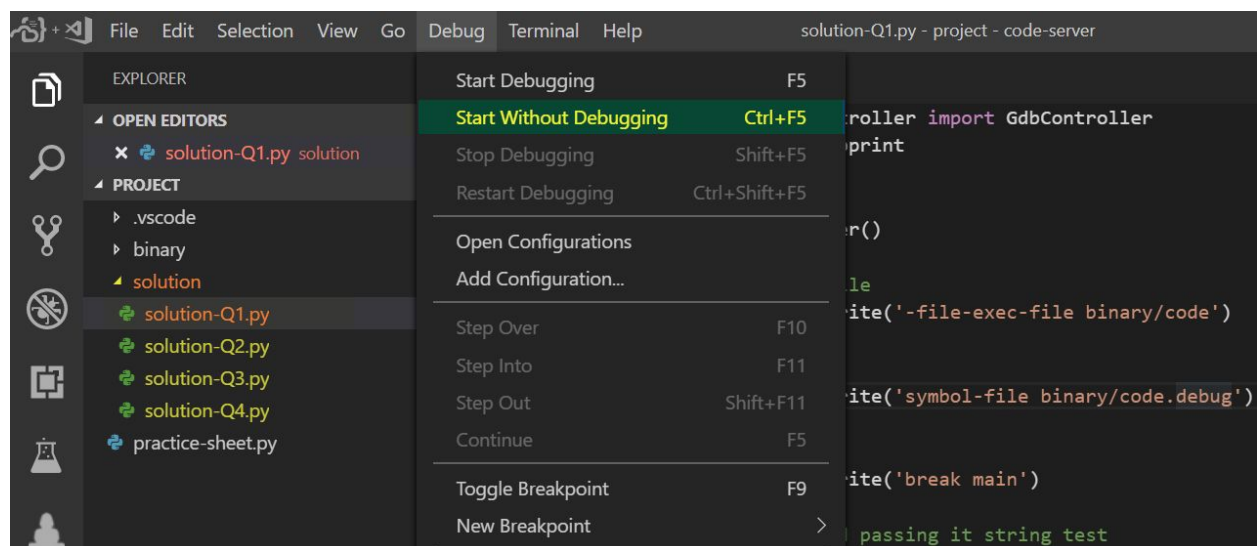 File Edit Selection View Go Debug Terminal Help solution-Q1.py - project - code-server
EXPLORER
OPEN EDITORS
solution-Q1.py solution
PROJECT
.vscode
binary
solution
solution-Q1.py
solution-Q2.py
solution-Q3.py
solution-Q4.py
practice-sheet.py
Start Debugging F5
Start Without Debugging Ctrl+F5
Stop Debugging Shift+F5
Restart Debugging Ctrl+Shift+F5
Open Configurations
Add Configuration...
Step Over F10
Step Into F11
Step Out Shift+F11
Continue F5
Toggle Breakpoint F9
New Breakpoint
troller import GdbController
pprint
er()
le
rite('-file-exec-file binary/code')
rite('symbol-file binary/code.debug')
rite('break main')
passing it string test